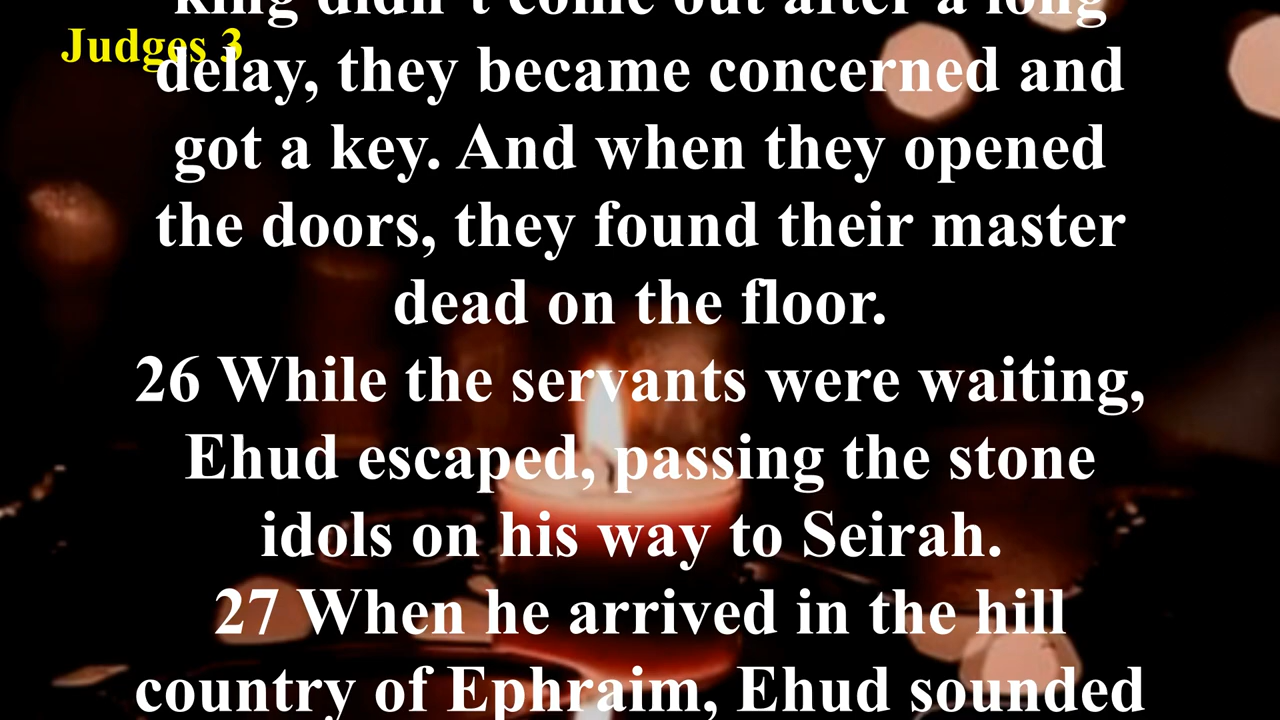 king didn't come out after a long
Judges 3
delay, they became concerned and
got a key. And when they opened
the doors, they found their master
dead on the floor.
26 While the servants were waiting,
Ehud escaped, passing the stone
idols on his way to Seirah.
27 When he arrived in the hill
country of Ephraim, Ehud sounded